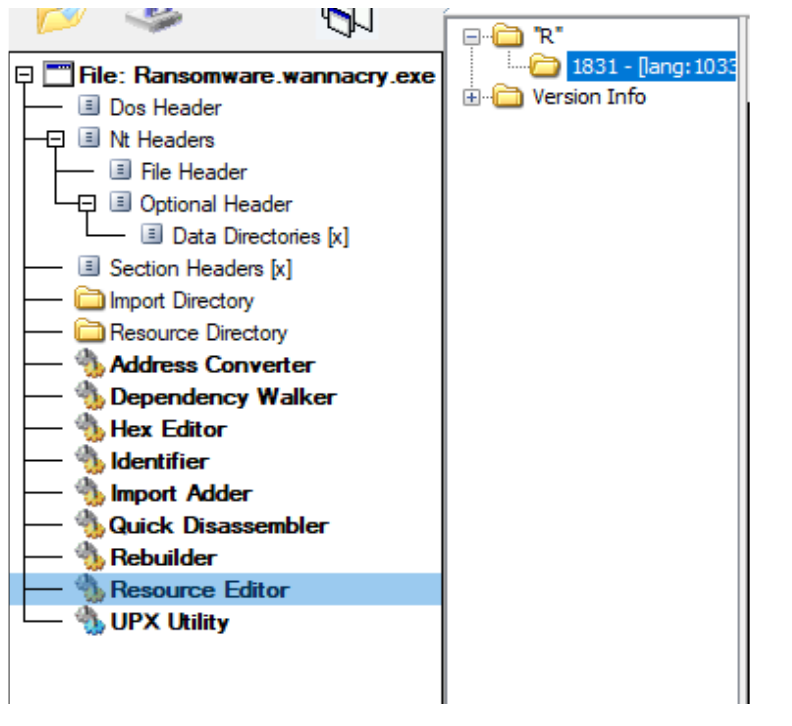 File: Ransomware.wannacry.exe
Dos Header
Nt Headers
File Header
Optional Header
Data Directories [x]
Section Headers [x]
Import Directory
Resource Directory
Address Converter
Dependency Walker
Hex Editor
Identifier
Import Adder
Quick Disassembler
Rebuilder
Resource Editor
UPX Utility
"R"
1831 - [lang:1033
Version Info